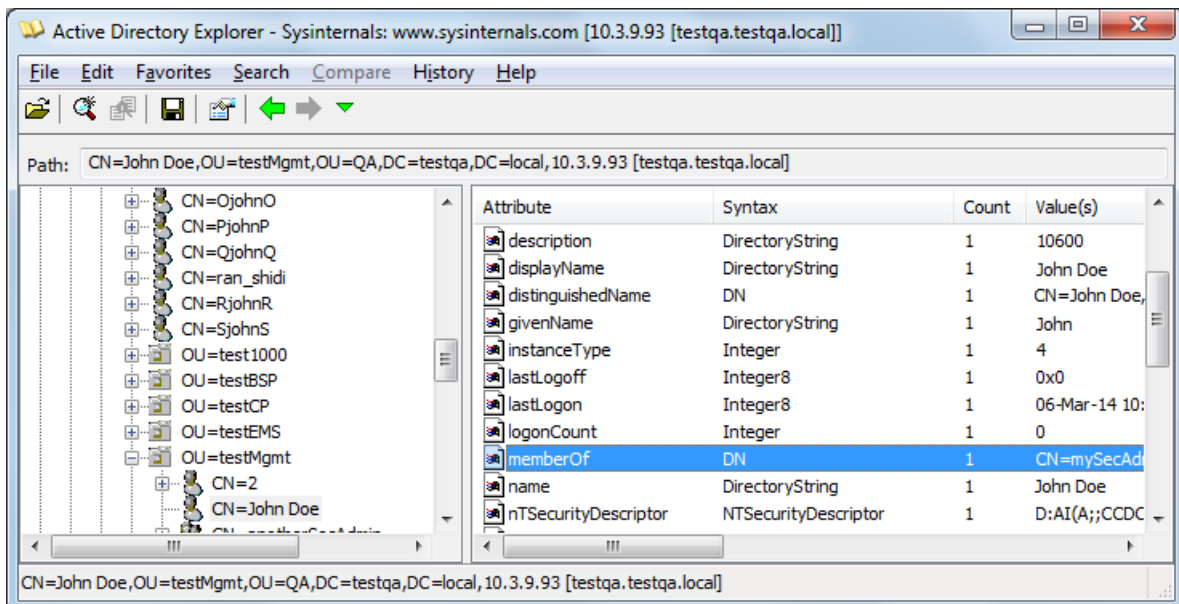 Active Directory Explorer - Sysinternals: www.sysinternals.com [10.3.9.93 [testqa.testqa.local]]
File Edit Favorites Search Compare History Help
Path: CN=John Doe,OU=testMgmt,OU=QA,DC=testqa,DC=local,10.3.9.93 [testqa.testqa.local]
CN=OjohnO
CN=PjohnP
CN=QjohnQ
CN=ran_shidi
CN=RjohnR
CN=SjohnS
OU=test1000
OU=testBSP
OU=testCP
OU=testEMS
OU=testMgmt
CN=2
CN=John Doe
Attribute Syntax Count Value(s)
description DirectoryString 1 10600
displayName DirectoryString 1 John Doe
distinguishedName DN 1 CN=John Doe,
givenName DirectoryString 1 John
instanceType Integer 1 4
lastLogoff Integer8 1 0x0
lastLogon Integer8 1 06-Mar-14 10:
logonCount Integer 1 0
memberOf DN 1 CN=mySecAd
name DirectoryString 1 John Doe
nTSecurityDescriptor NTSecurityDescriptor 1 D:AI(A;;CCDC
CN=John Doe,OU=testMgmt,OU=QA,DC=testqa,DC=local,10.3.9.93 [testqa.testqa.local]